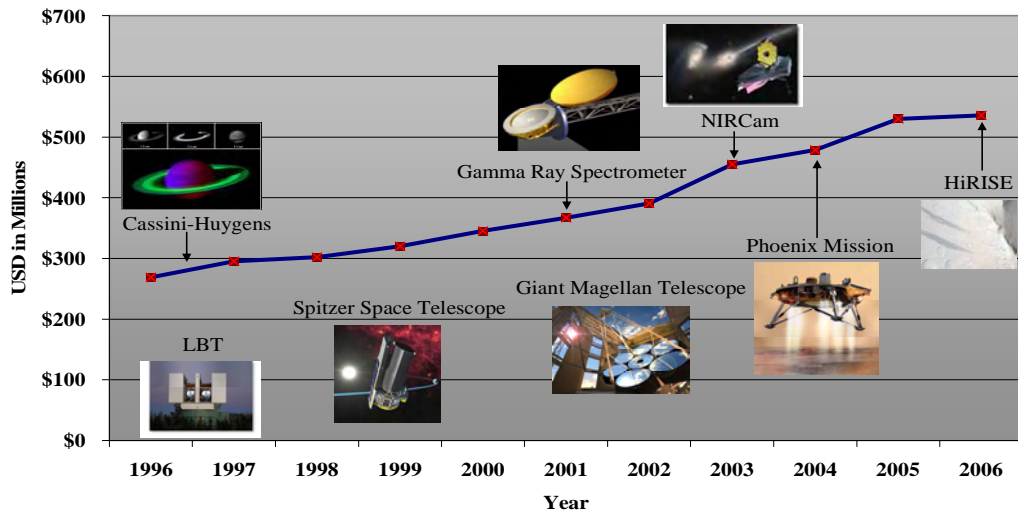 $700
$600
$500
$400
$300
$200
$100
$0
USD in Millions
NIRCam
Gamma Ray Spectrometer
HiRISE
Cassini-Huygens
Phoenix Mission
Giant Magellan Telescope
Spitzer Space Telescope
LBT
1996 1997 1998 1999 2000 2001 2002 2003 2004 2005 2006
Year